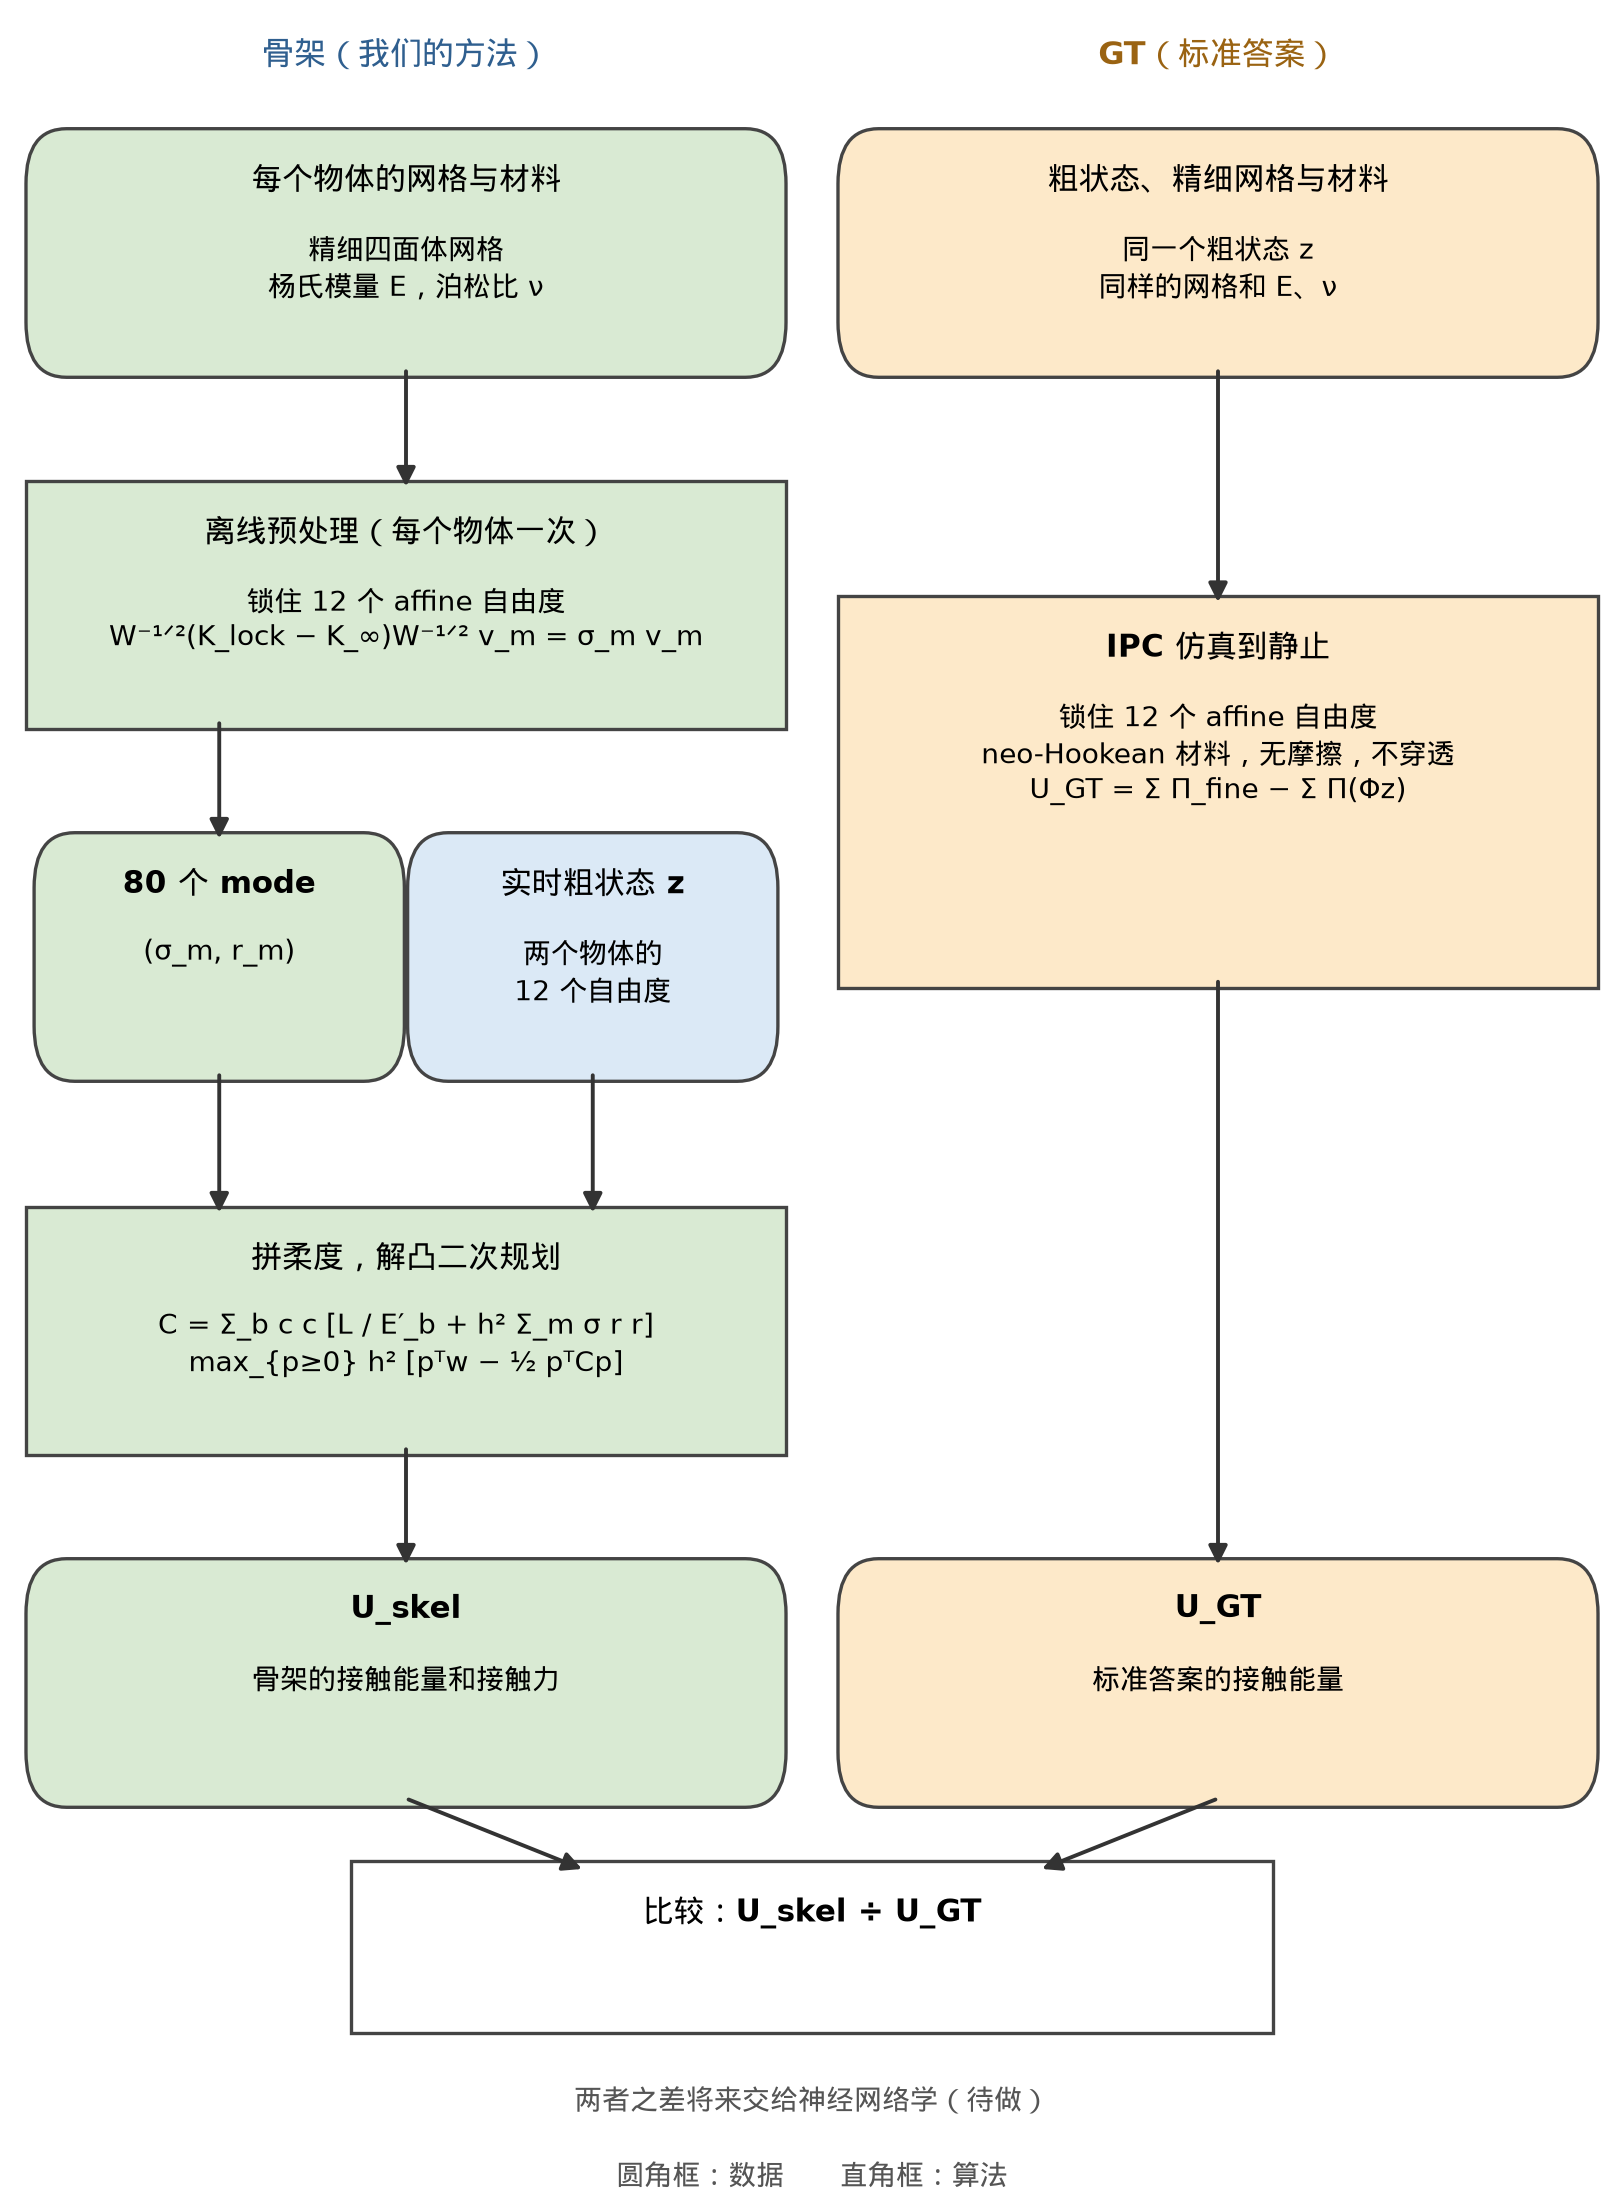 骨架（我们的方法）
GT（标准答案）
每个物体的网格与材料
精细四面体网格
杨氏模量 E，泊松比 ν
粗状态、精细网格与材料
同一个粗状态 z
同样的网格和 E、ν
离线预处理（每个物体一次）
锁住 12 个 affine 自由度
W⁻¹ᐟ²(K_lock − K_∞)W⁻¹ᐟ² v_m = σ_m v_m
IPC 仿真到静止
锁住 12 个 affine 自由度
neo-Hookean 材料，无摩擦，不穿透
U_GT = Σ Π_fine − Σ Π(Φz)
80 个 mode
(σ_m, r_m)
实时粗状态 z
两个物体的
12 个自由度
拼柔度，解凸二次规划
C = Σ_b c c [L / E′_b + h² Σ_m σ r r]
max_{p≥0} h² [pᵀw − ½ pᵀCp]
U_skel
骨架的接触能量和接触力
U_GT
标准答案的接触能量
比较：U_skel ÷ U_GT
两者之差将来交给神经网络学（待做）
圆角框：数据　　直角框：算法